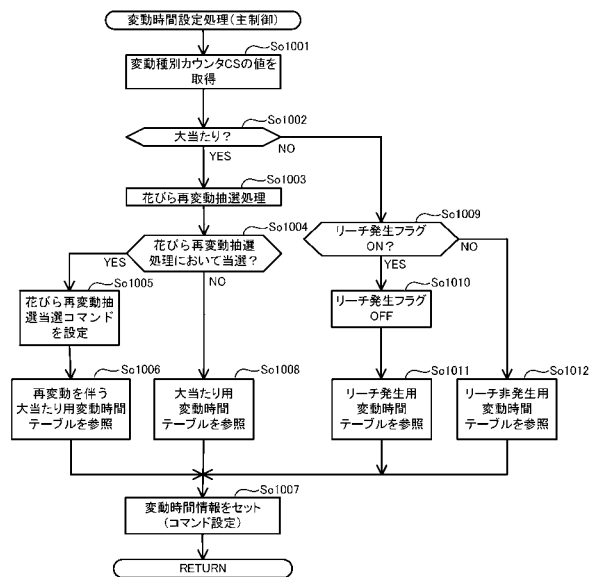 変動時間設定処理(主制御)
So1001
変動種別カウンタCSの値を
取得
So1002
大当たり?
YES
NO
So1003
花びら再変動抽選処理
So1004
花びら再変動抽選
処理において当選?
YES
NO
So1009
リーチ発生フラグ
ON?
YES
NO
So1005
花びら再変動抽
選当選コマンド
を設定
So1010
リーチ発生フラグ
OFF
So1006
再変動を伴う
大当たり用変動時間
テーブルを参照
So1008
大当たり用
変動時間
テーブルを参照
So1011
リーチ発生用
変動時間
テーブルを参照
So1012
リーチ非発生用
変動時間
テーブルを参照
So1007
変動時間情報をセット
(コマンド設定)
RETURN